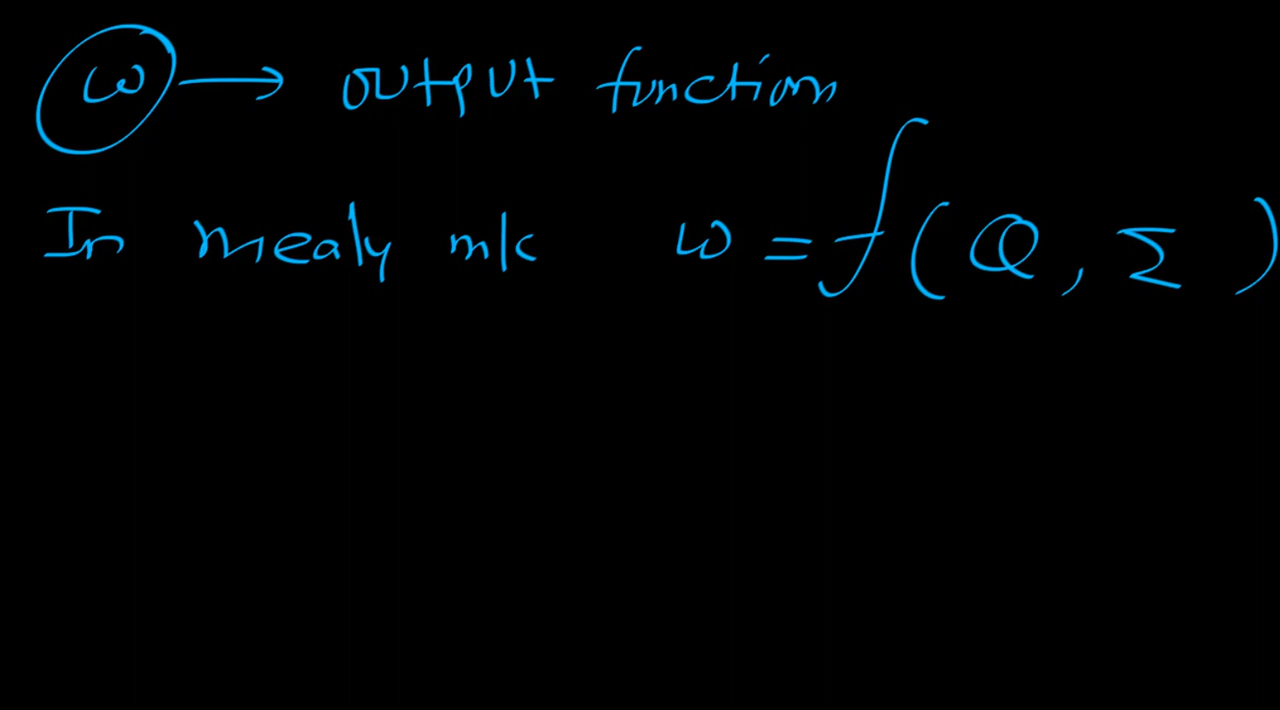 ω → output function
In mealy m/c ω = f(Q, Σ)